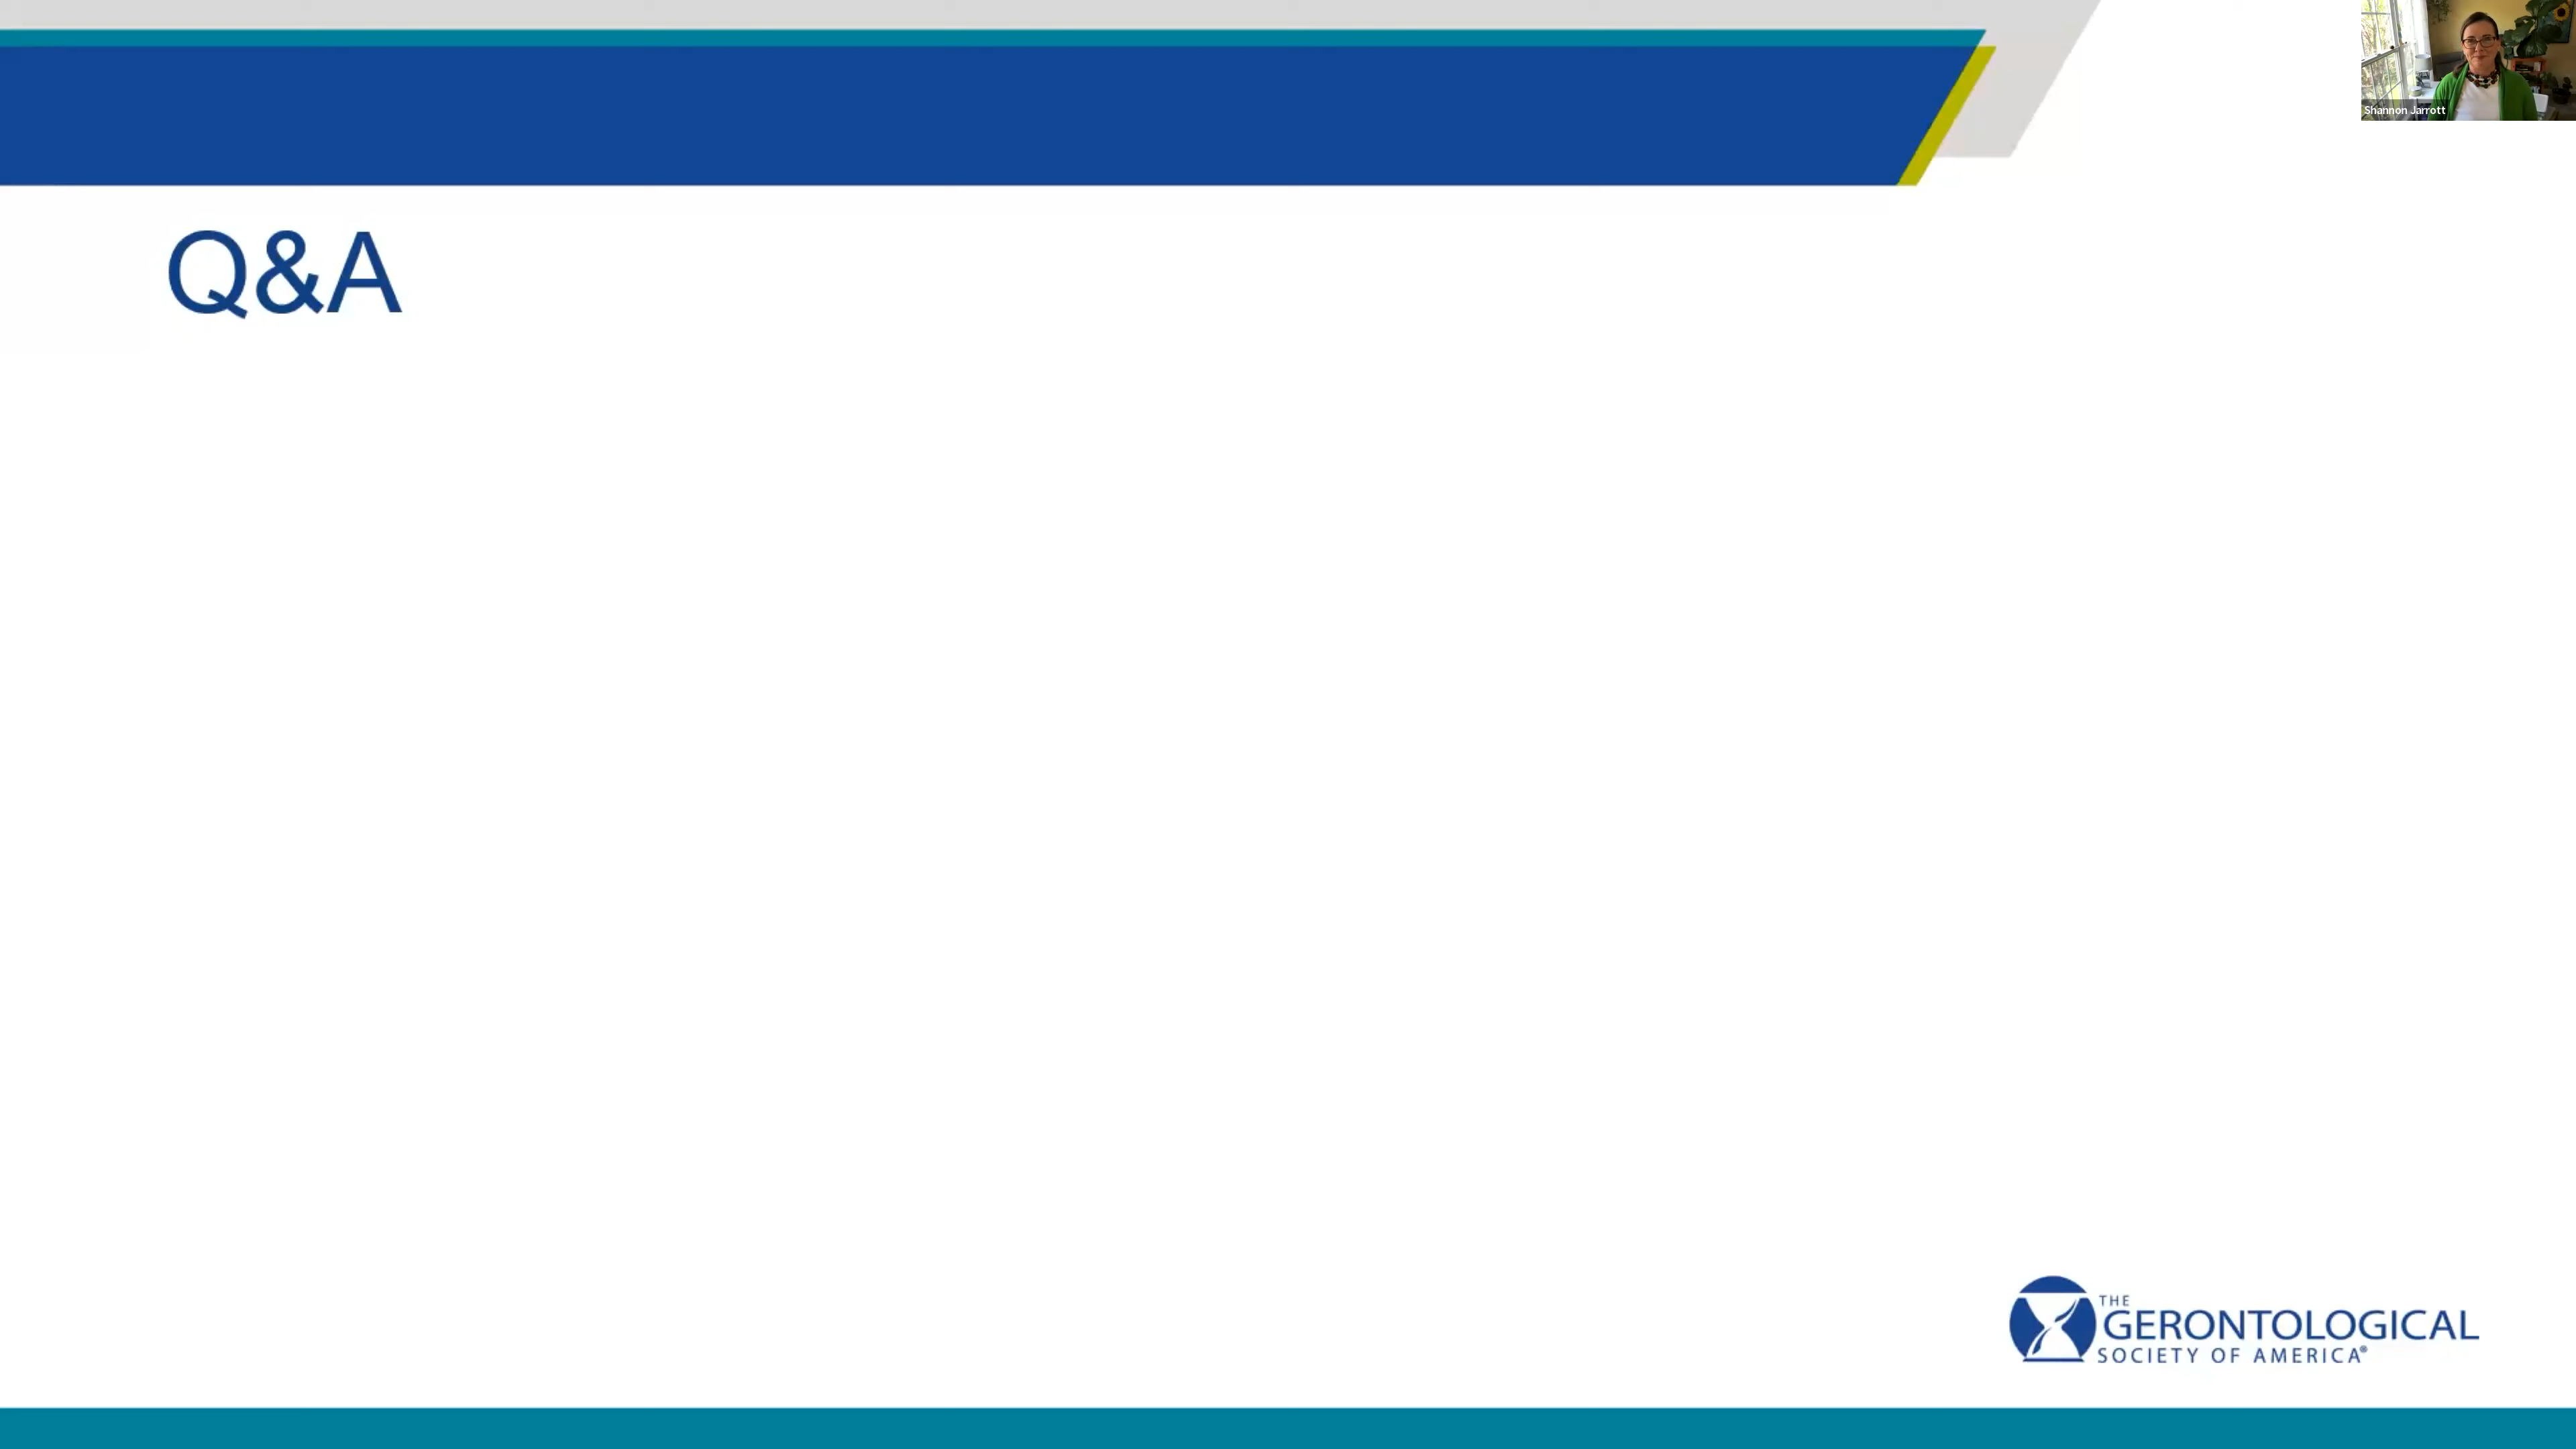 Shannon Jarrott
Q&A
THE
GERONTOLOGICAL
SOCIETY OF AMERICA®